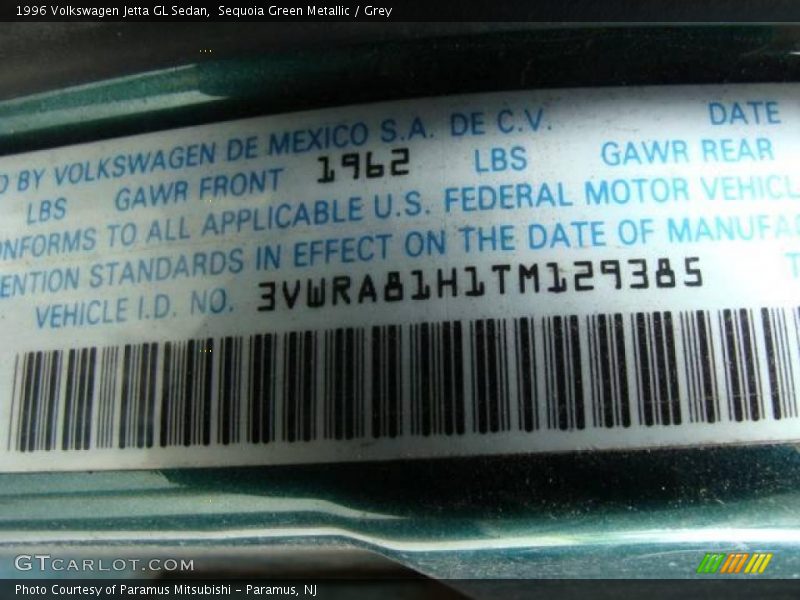 1996 Volkswagen Jetta GL Sedan, Sequoia Green Metallic / Grey
BY VOLKSWAGEN DE MEXICO S.A. DE C.V. DATE
LBS GAWR FRONT 1962 LBS GAWR REAR
ONFORMS TO ALL APPLICABLE U.S. FEDERAL MOTOR VEHICL
ENTION STANDARDS IN EFFECT ON THE DATE OF MANUFA
VEHICLE I.D. NO. 3VWRA81H1TM129385
GTCARLOT.COM
Photo Courtesy of Paramus Mitsubishi - Paramus, NJ